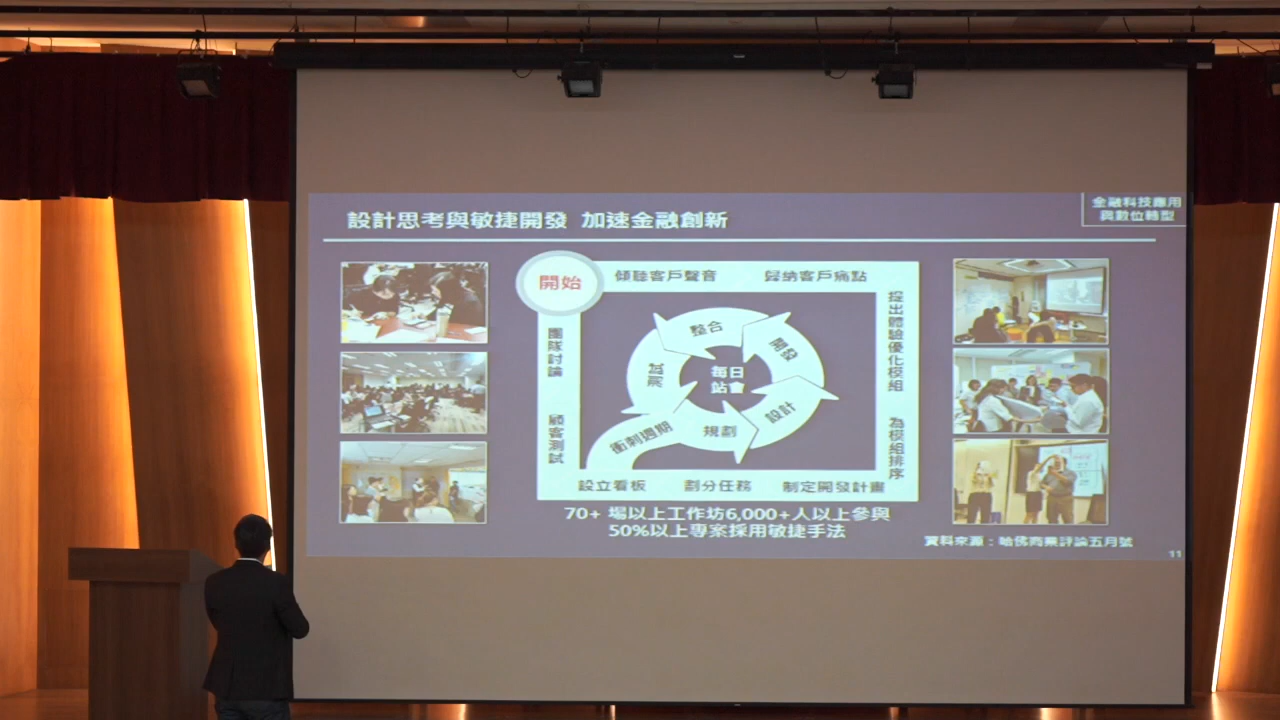 設計思考與敏捷開發 加速金融創新
金融科技應用
與數位轉型
開始
傾聽客戶聲音
歸納客戶痛點
提出體驗優化模組
為模組排序
制定開發計畫
劃分任務
設立看板
顧客測試
團隊討論
衝刺週期
規劃
設計
開發
整合
測試
每日
站會
70+ 場以上工作坊6,000+人以上參與
50%以上專案採用敏捷手法
資料來源：哈佛商業評論五月號
11